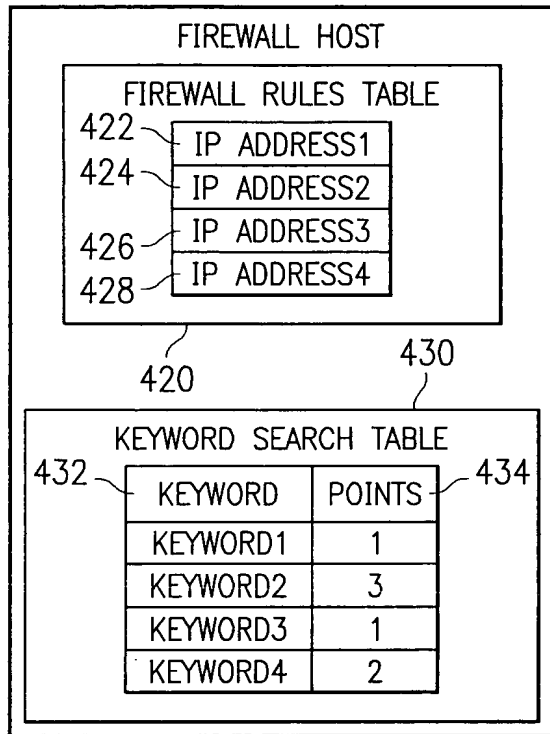 FIREWALL HOST
FIREWALL RULES TABLE
422 IP ADDRESS1
424 IP ADDRESS2
426 IP ADDRESS3
428 IP ADDRESS4
420
430
KEYWORD SEARCH TABLE
432 KEYWORD POINTS 434
KEYWORD1 1
KEYWORD2 3
KEYWORD3 1
KEYWORD4 2